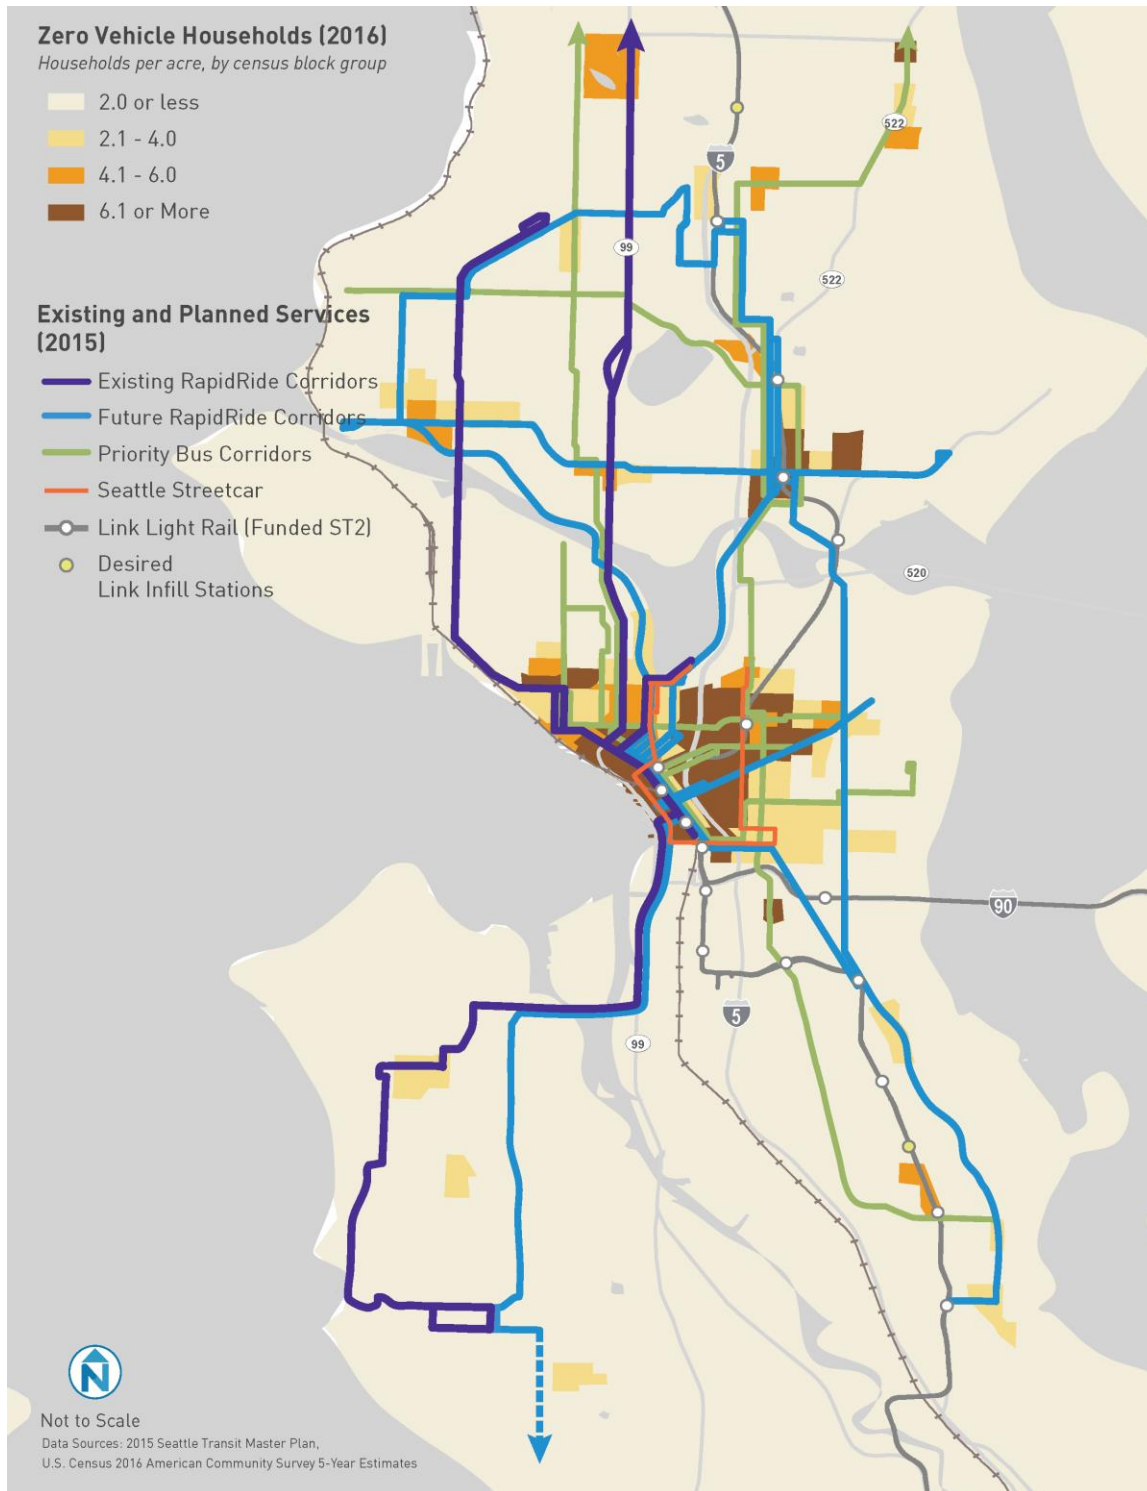 Zero Vehicle Households (2016)
Households per acre, by census block group
2.0 or less
2.1 - 4.0
4.1 - 6.0
6.1 or More
Existing and Planned Services
(2015)
Existing RapidRide Corridors
Future RapidRide Corridors
Priority Bus Corridors
Seattle Streetcar
Link Light Rail (Funded ST2)
Desired
Link Infill Stations
522
5
99
522
520
90
5
99
N
Not to Scale
Data Sources: 2015 Seattle Transit Master Plan,
U.S. Census 2016 American Community Survey 5-Year Estimates